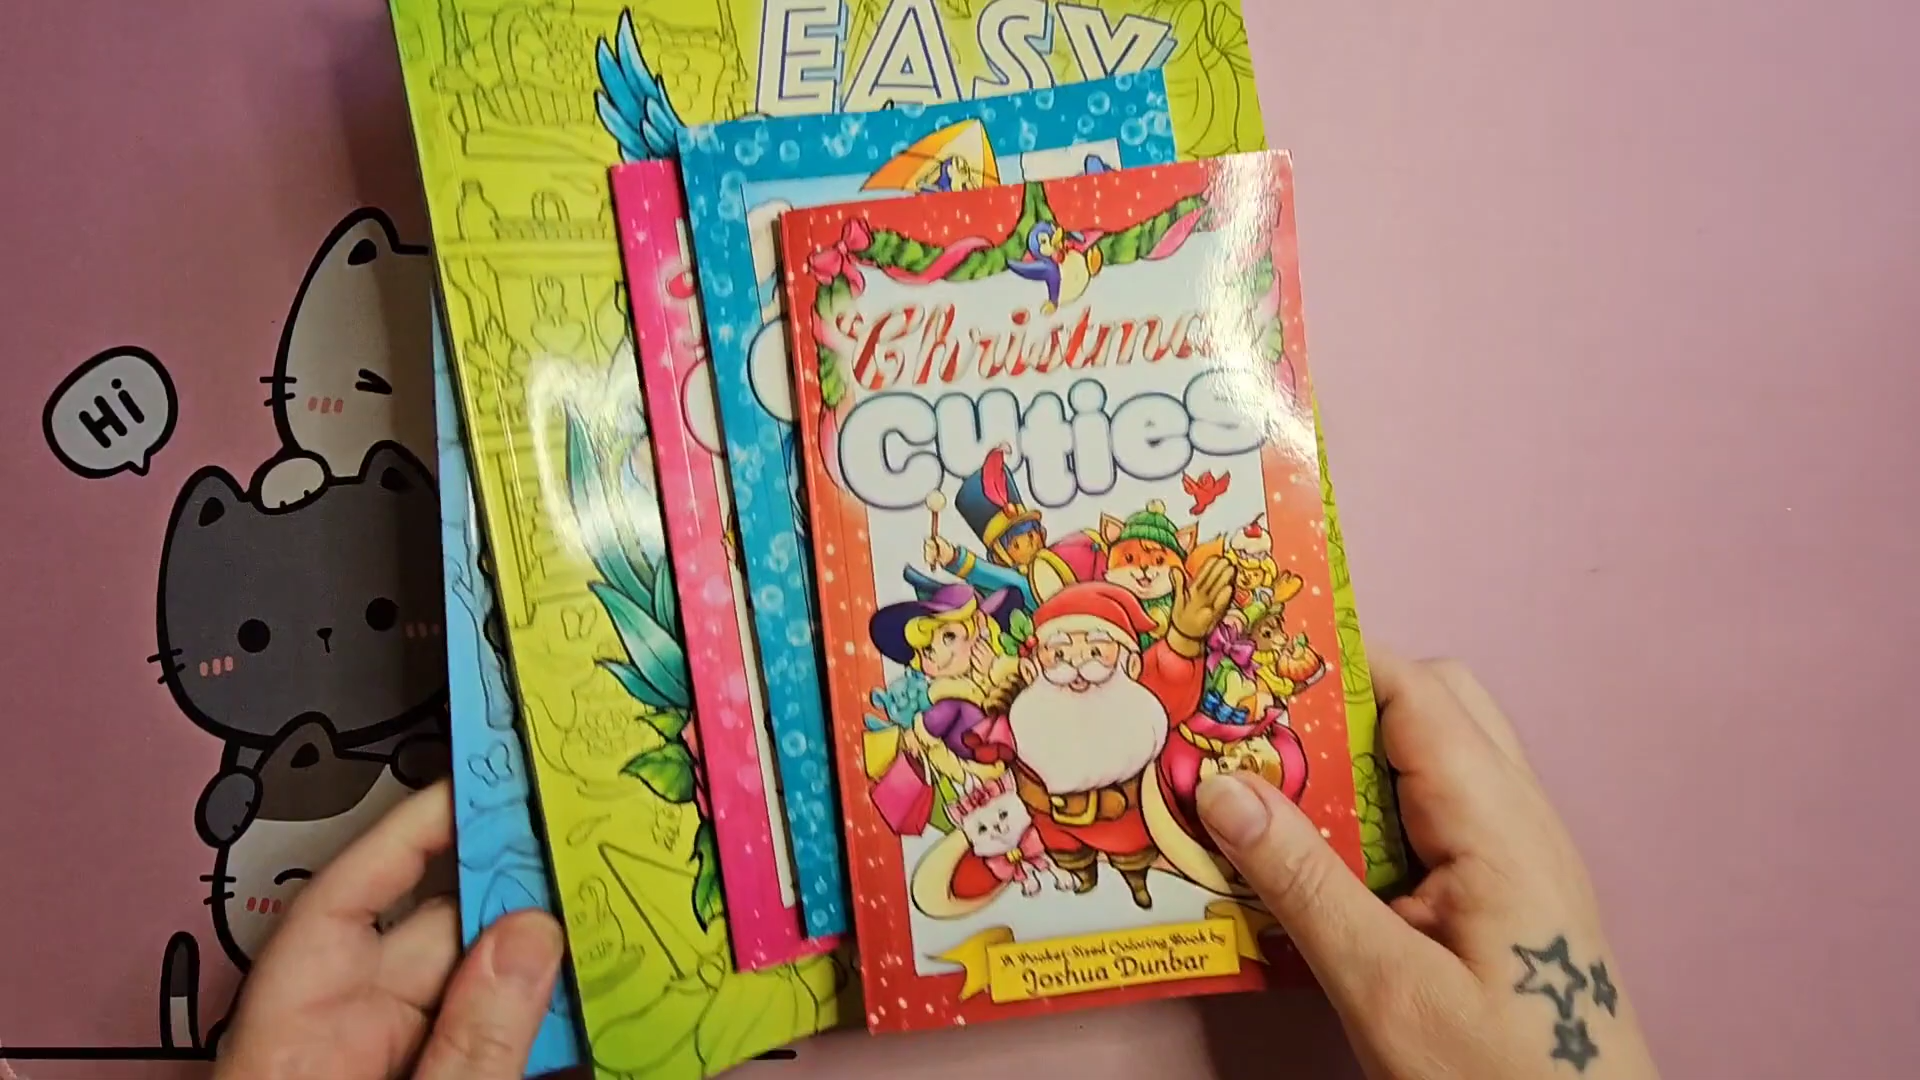 EASY
Hi
Christmas
Cuties
A Pocket-Sized Coloring Book by
Joshua Dunbar